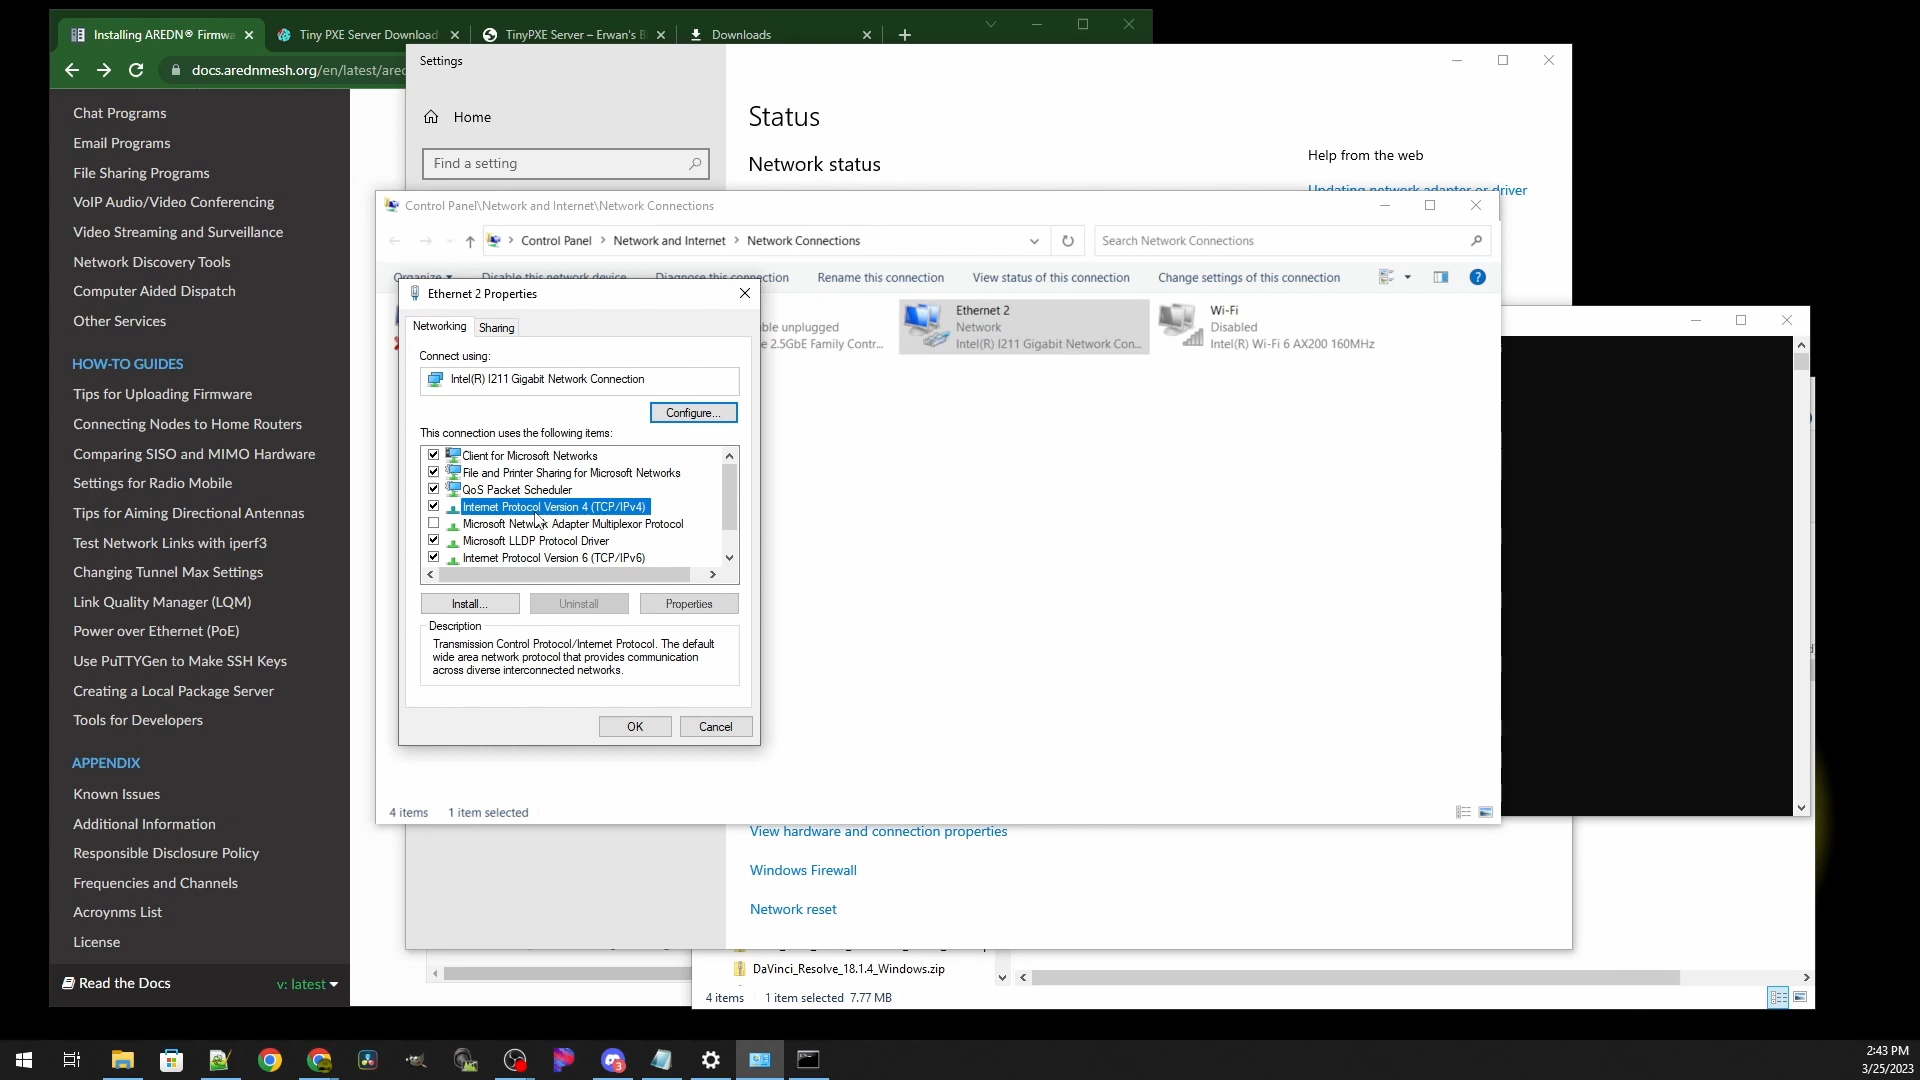 Installing AREDN® Firmwa
Tiny PXE Server Download
TinyPXE Server – Erwan's B
Downloads
docs.arednmesh.org/en/latest/ared
Chat Programs
Email Programs
File Sharing Programs
VoIP Audio/Video Conferencing
Video Streaming and Surveillance
Network Discovery Tools
Computer Aided Dispatch
Other Services
HOW-TO GUIDES
Tips for Uploading Firmware
Connecting Nodes to Home Routers
Comparing SISO and MIMO Hardware
Settings for Radio Mobile
Tips for Aiming Directional Antennas
Test Network Links with iperf3
Changing Tunnel Max Settings
Link Quality Manager (LQM)
Power over Ethernet (PoE)
Use PuTTYGen to Make SSH Keys
Creating a Local Package Server
Tools for Developers
APPENDIX
Known Issues
Additional Information
Responsible Disclosure Policy
Frequencies and Channels
Acroynms List
License
Read the Docs
v: latest
Settings
Home
Find a setting
Status
Network status
Help from the web
Updating network adapter or driver
Control Panel\Network and Internet\Network Connections
Control Panel
Network and Internet
Network Connections
Search Network Connections
Organize
Disable this network device
Diagnose this connection
Rename this connection
View status of this connection
Change settings of this connection
ble unplugged
e 2.5GbE Family Contr...
Ethernet 2
Network
Intel(R) I211 Gigabit Network Con...
Wi-Fi
Disabled
Intel(R) Wi-Fi 6 AX200 160MHz
Ethernet 2 Properties
Networking
Sharing
Connect using:
Intel(R) I211 Gigabit Network Connection
Configure...
This connection uses the following items:
Client for Microsoft Networks
File and Printer Sharing for Microsoft Networks
QoS Packet Scheduler
Internet Protocol Version 4 (TCP/IPv4)
Microsoft Network Adapter Multiplexor Protocol
Microsoft LLDP Protocol Driver
Internet Protocol Version 6 (TCP/IPv6)
Install...
Uninstall
Properties
Description
Transmission Control Protocol/Internet Protocol. The default
wide area network protocol that provides communication
across diverse interconnected networks.
OK
Cancel
4 items
1 item selected
View hardware and connection properties
Windows Firewall
Network reset
DaVinci_Resolve_18.1.4_Windows.zip
4 items
1 item selected 7.77 MB
3
2:43 PM
3/25/2023